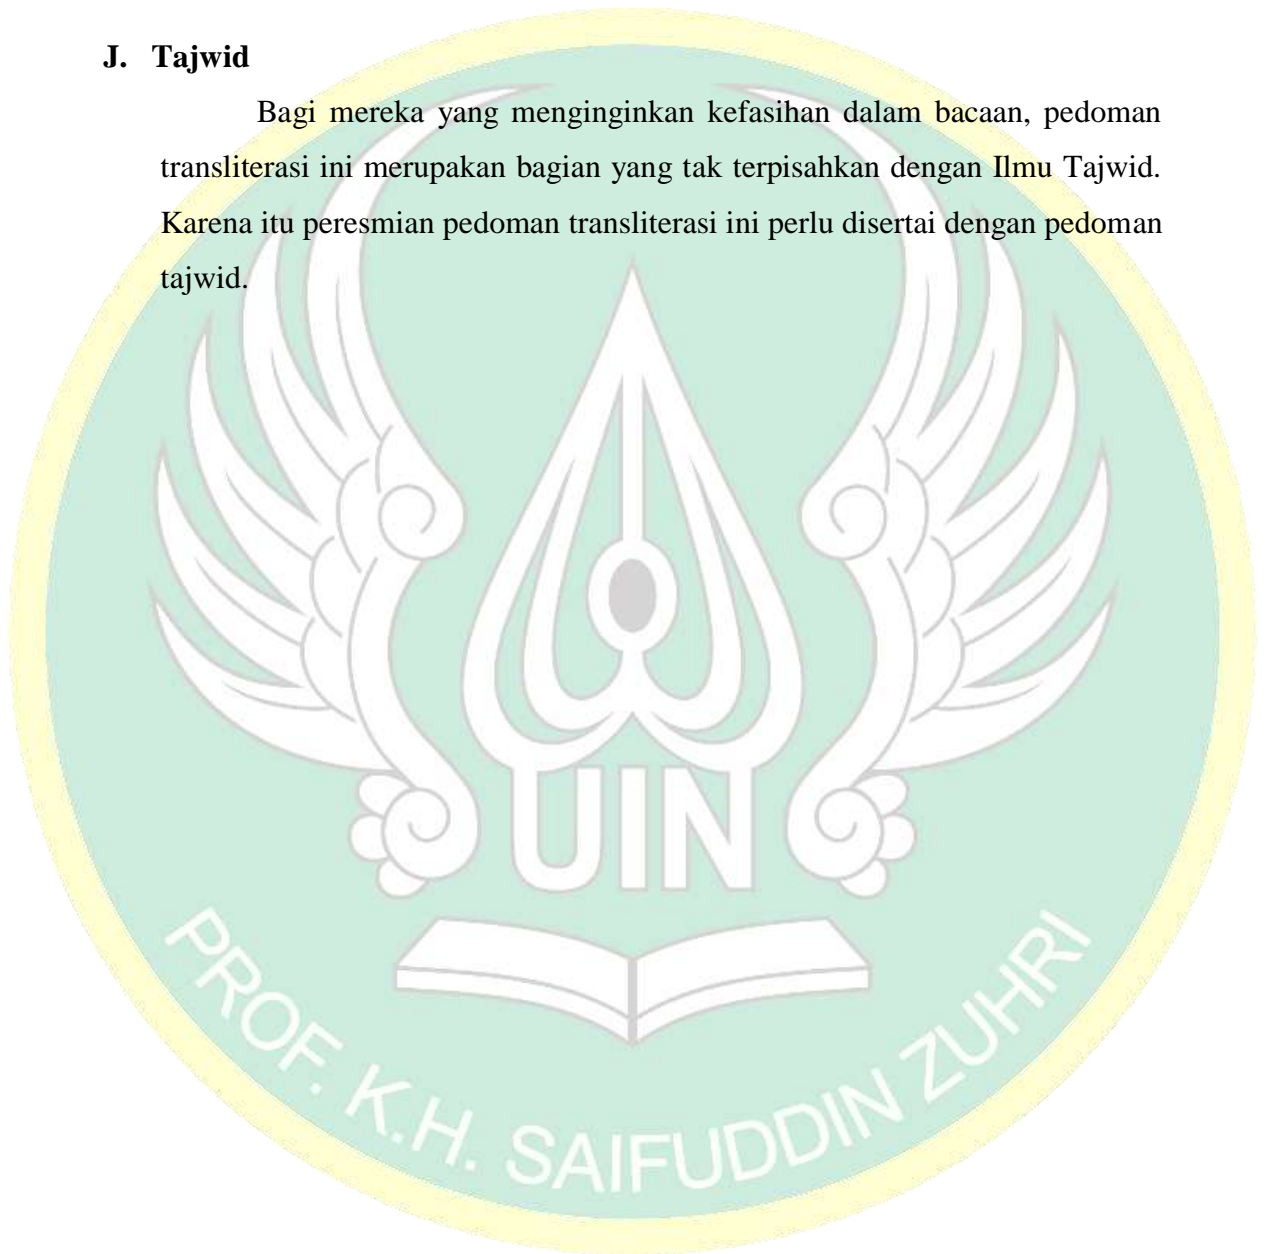 J. Tajwid
Bagi mereka yang menginginkan kefasihan dalam bacaan, pedoman
transliterasi ini merupakan bagian yang tak terpisahkan dengan Ilmu Tajwid.
Karena itu peresmian pedoman transliterasi ini perlu disertai dengan pedoman
tajwid.
UIN
PROF. K.H. SAIFUDDIN ZUHRI